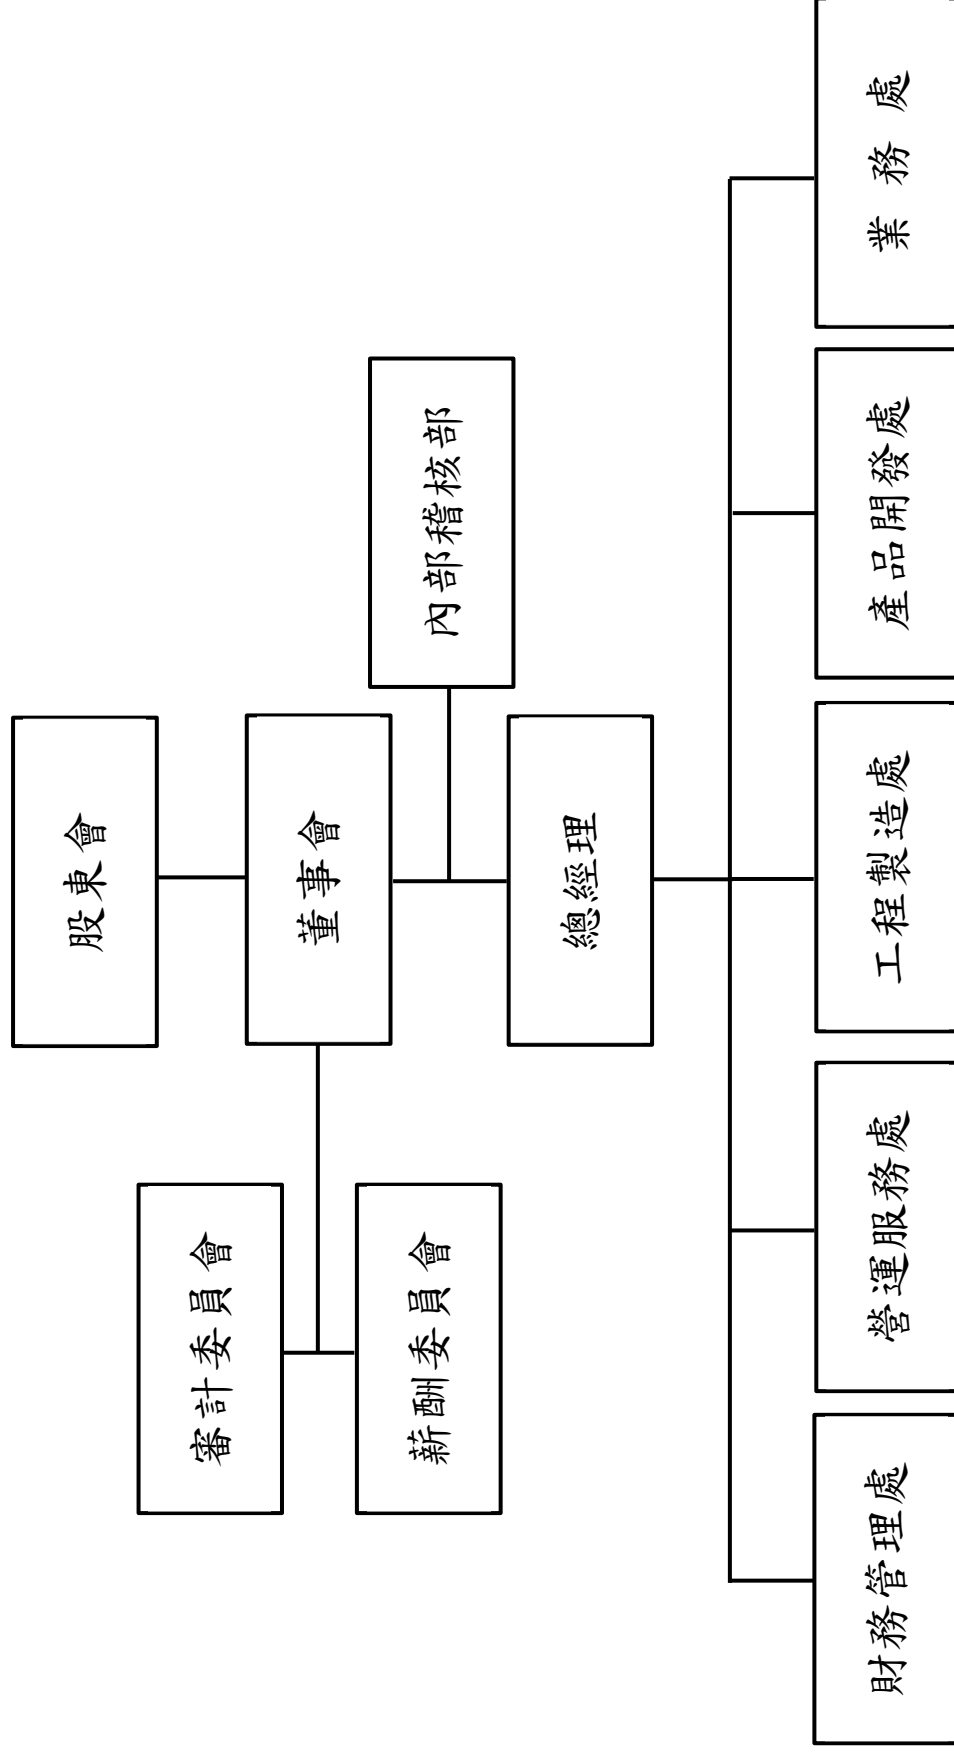 股東會
審計委員會
董事會
薪酬委員會
內部稽核部
總經理
財務管理處
營運服務處
工程製造處
產品開發處
業務處